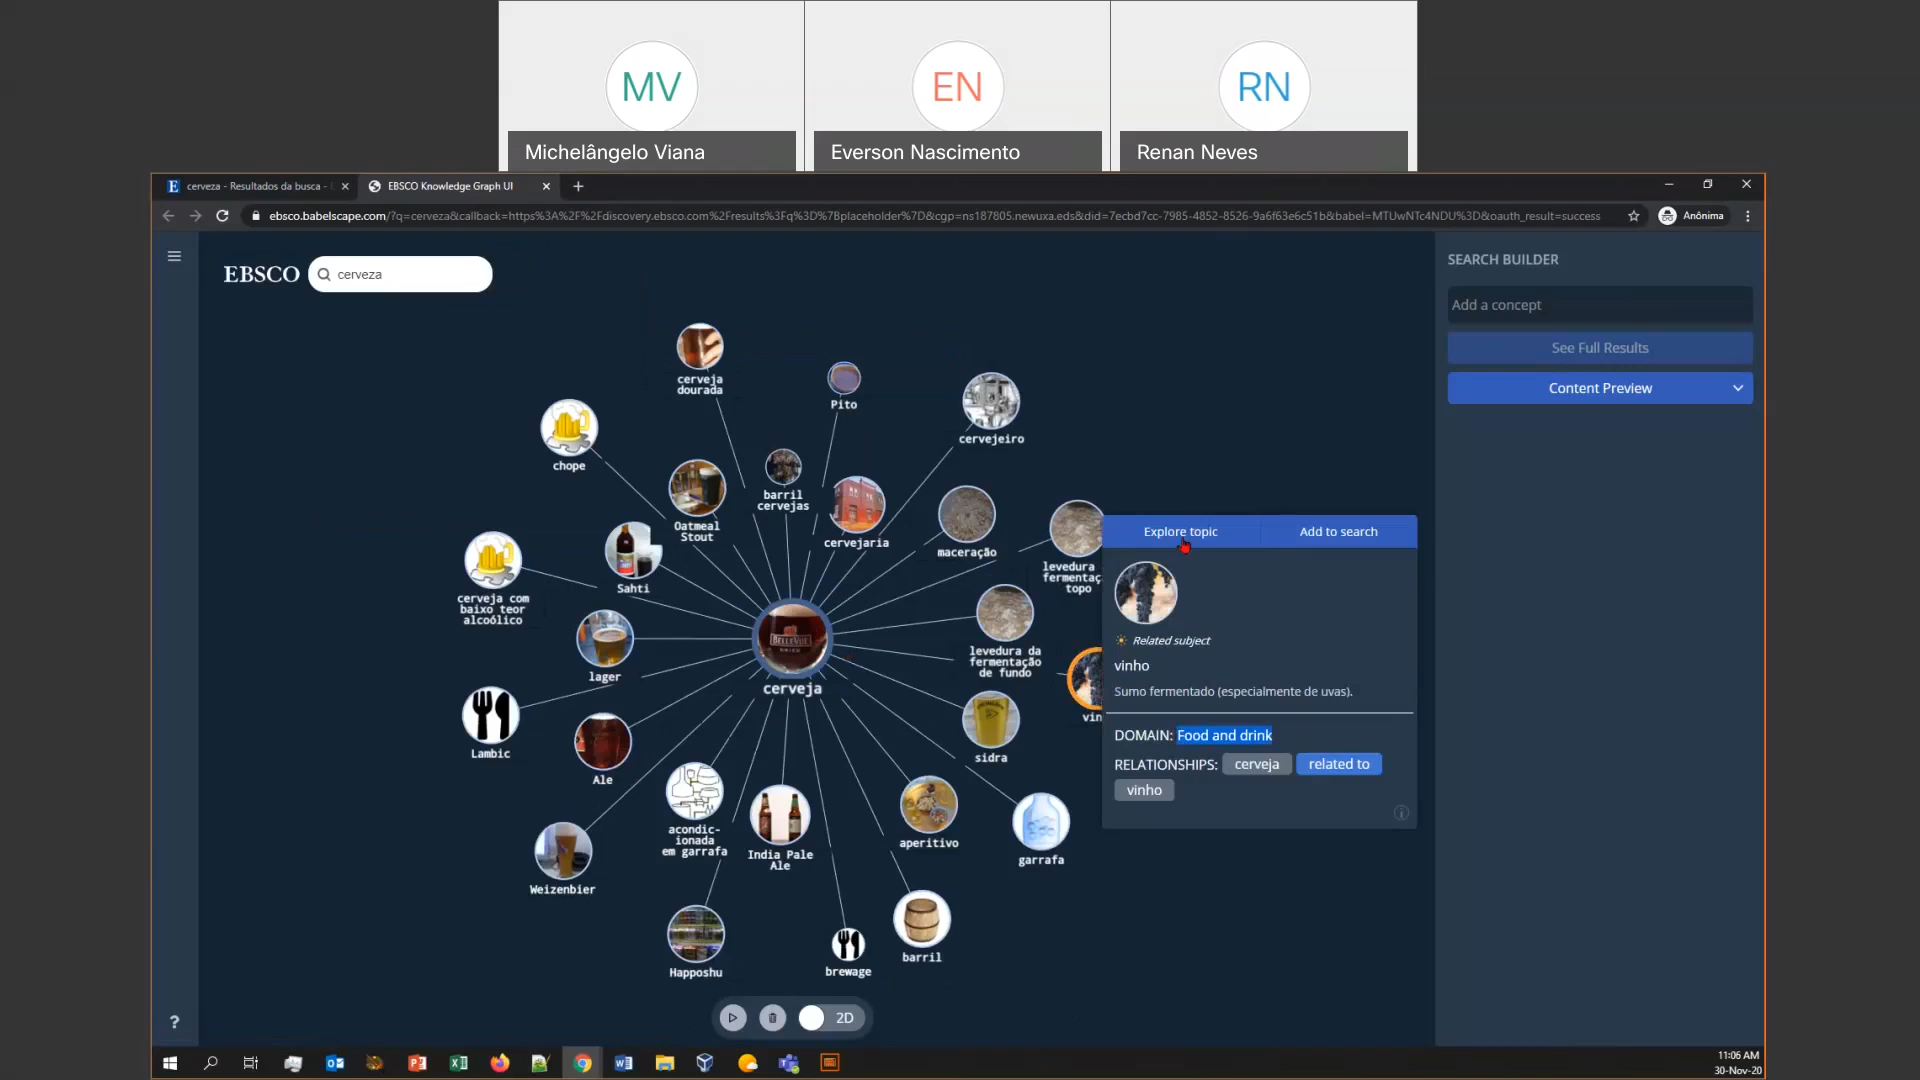 MV
EN
RN
Michelângelo Viana
Everson Nascimento
Renan Neves
cerveza - Resultados da busca -
EBSCO Knowledge Graph UI
ebsco.babelscape.com/?q=cerveza&callback=https%3A%2F%2Fdiscovery.ebsco.com%2Fresults%3Fq%3D%7Bplaceholder%7D&cgp=ns187805.newuxa.eds&did=7ecbd7cc-7985-4852-8526-9a6f63e6c51b&babel=MTUwNTc4NDU%3D&oauth_result=success
Anônima
EBSCO
cerveza
SEARCH BUILDER
Add a concept
See Full Results
Content Preview
cerveja
dourada
Pito
cervejeiro
chope
barril
cervejas
Oatmeal
Stout
cervejaria
maceração
Explore topic
Add to search
levedura
fermentaç
topo
Sahti
cerveja com
baixo teor
alcoólico
Related subject
vinho
Sumo fermentado (especialmente de uvas).
levedura da
fermentação
de fundo
lager
BELLEVUE
cerveja
vin
DOMAIN: Food and drink
RELATIONSHIPS: cerveja related to
vinho
Lambic
sidra
Ale
acondic-
ionada
em garrafa
India Pale
Ale
aperitivo
garrafa
Weizenbier
Happoshu
brewage
barril
2D
?
11:06 AM
30-Nov-20